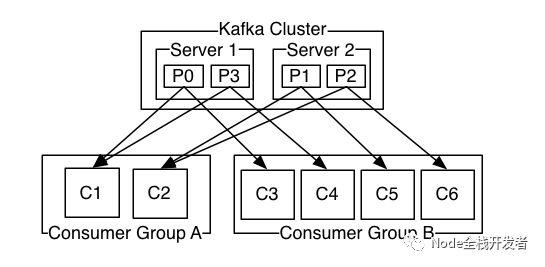 Kafka Cluster
Server 1 Server 2
P0 P3 P1 P2
C1 C2 C3 C4 C5 C6
Consumer Group A Consumer Group B
Node全栈开发者